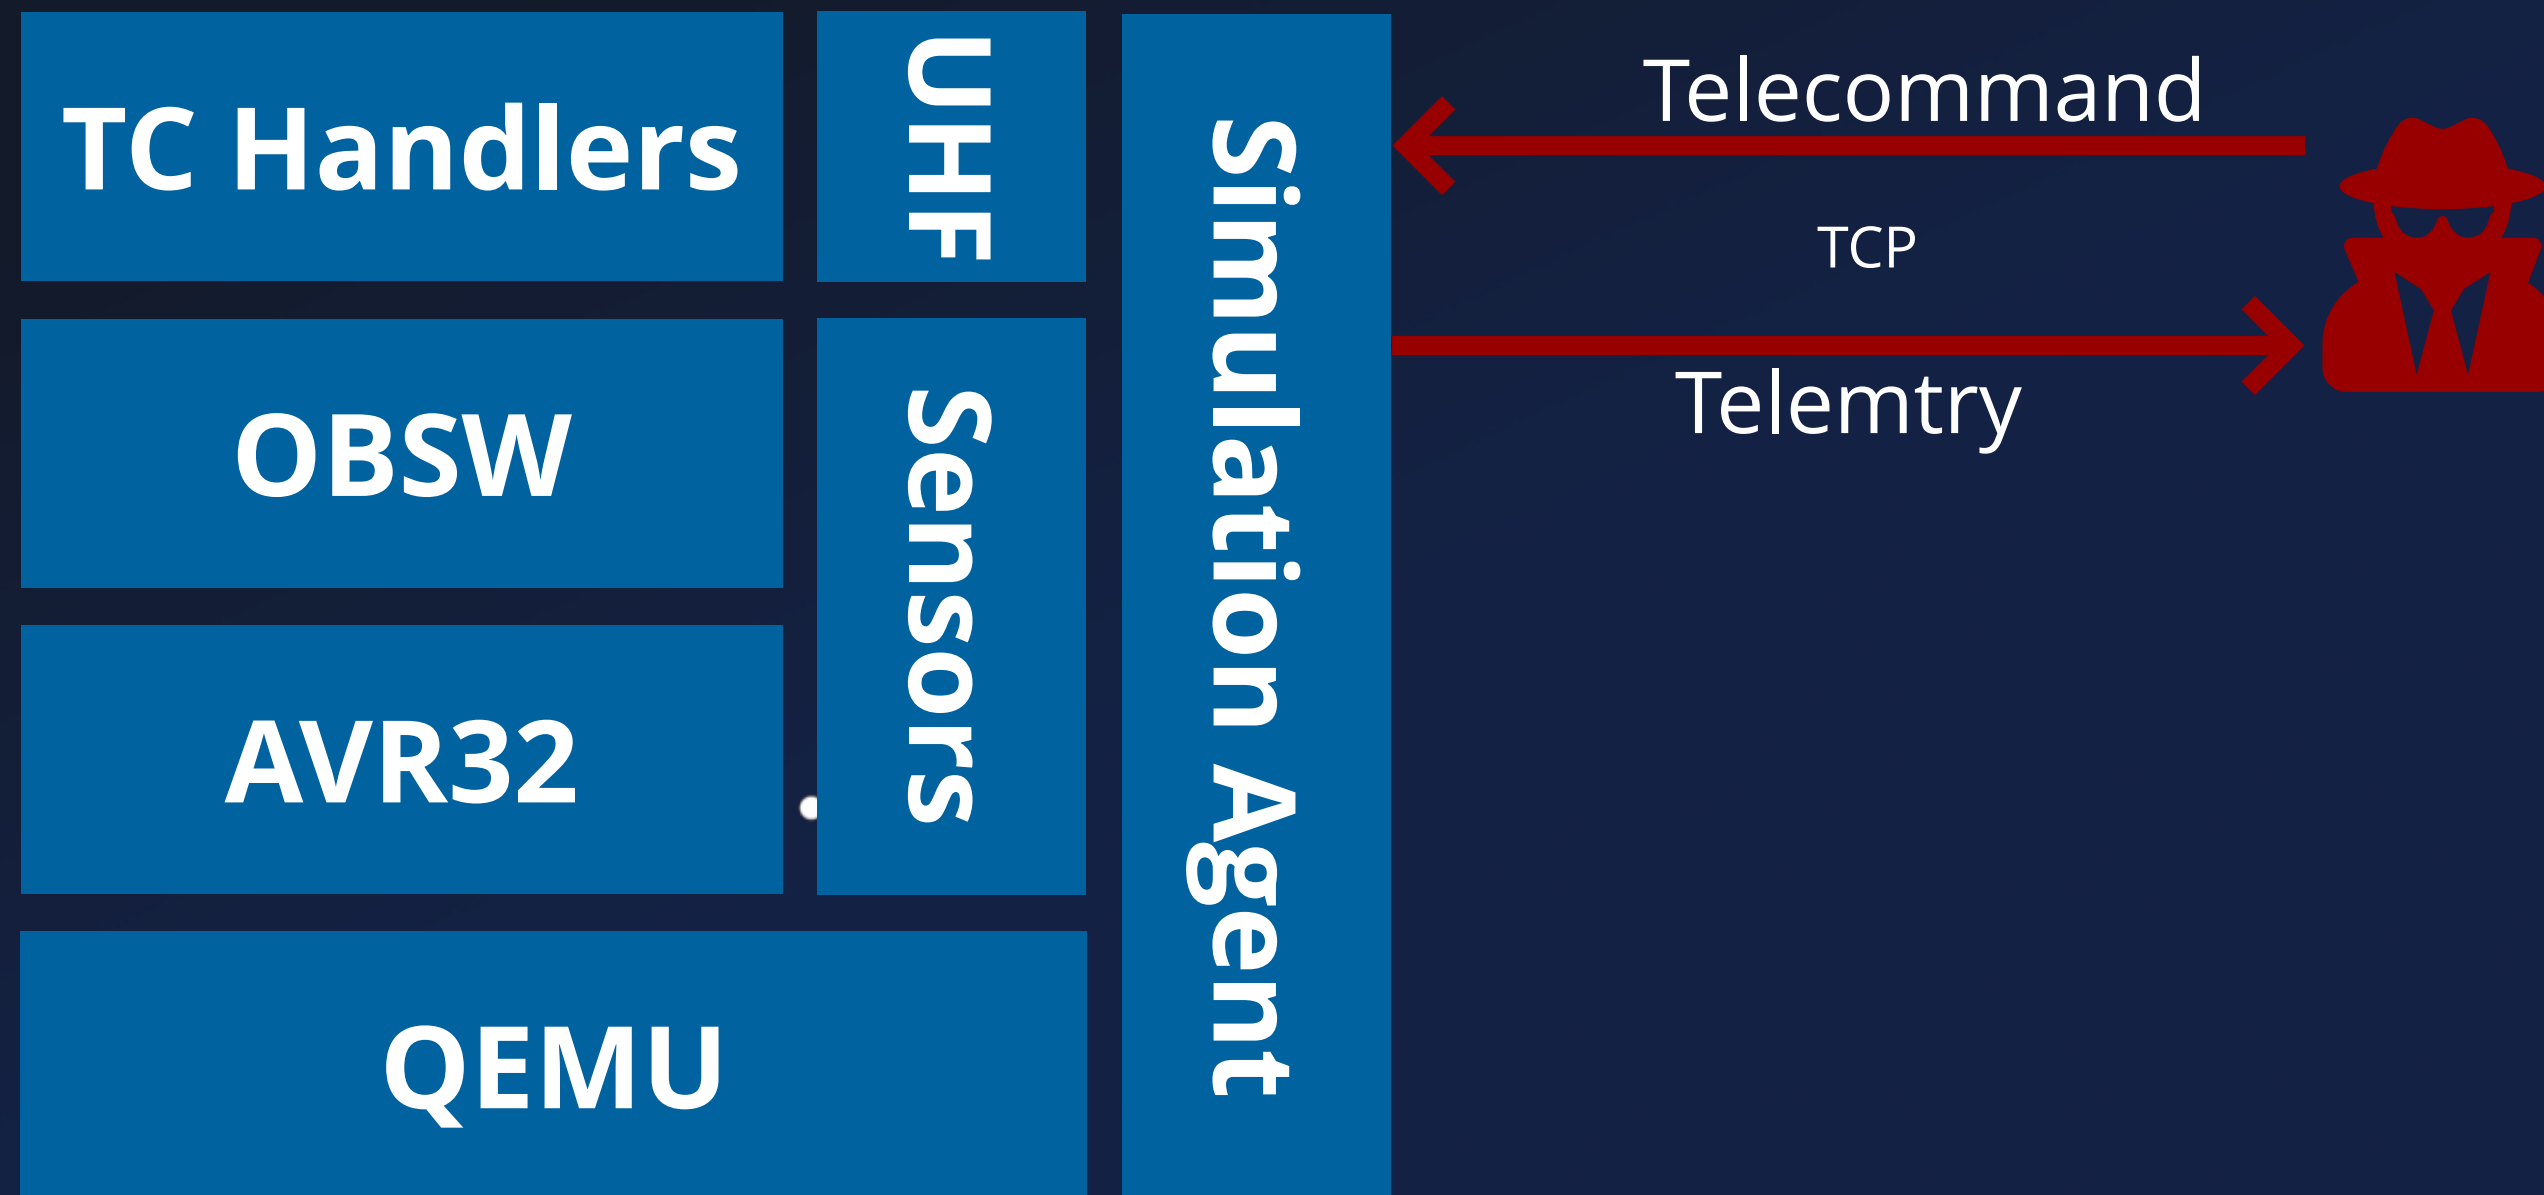 TC Handlers
UHF
OBSW
Sensors
AVR32
QEMU
Simulation Agent
Telecommand
TCP
Telemtry